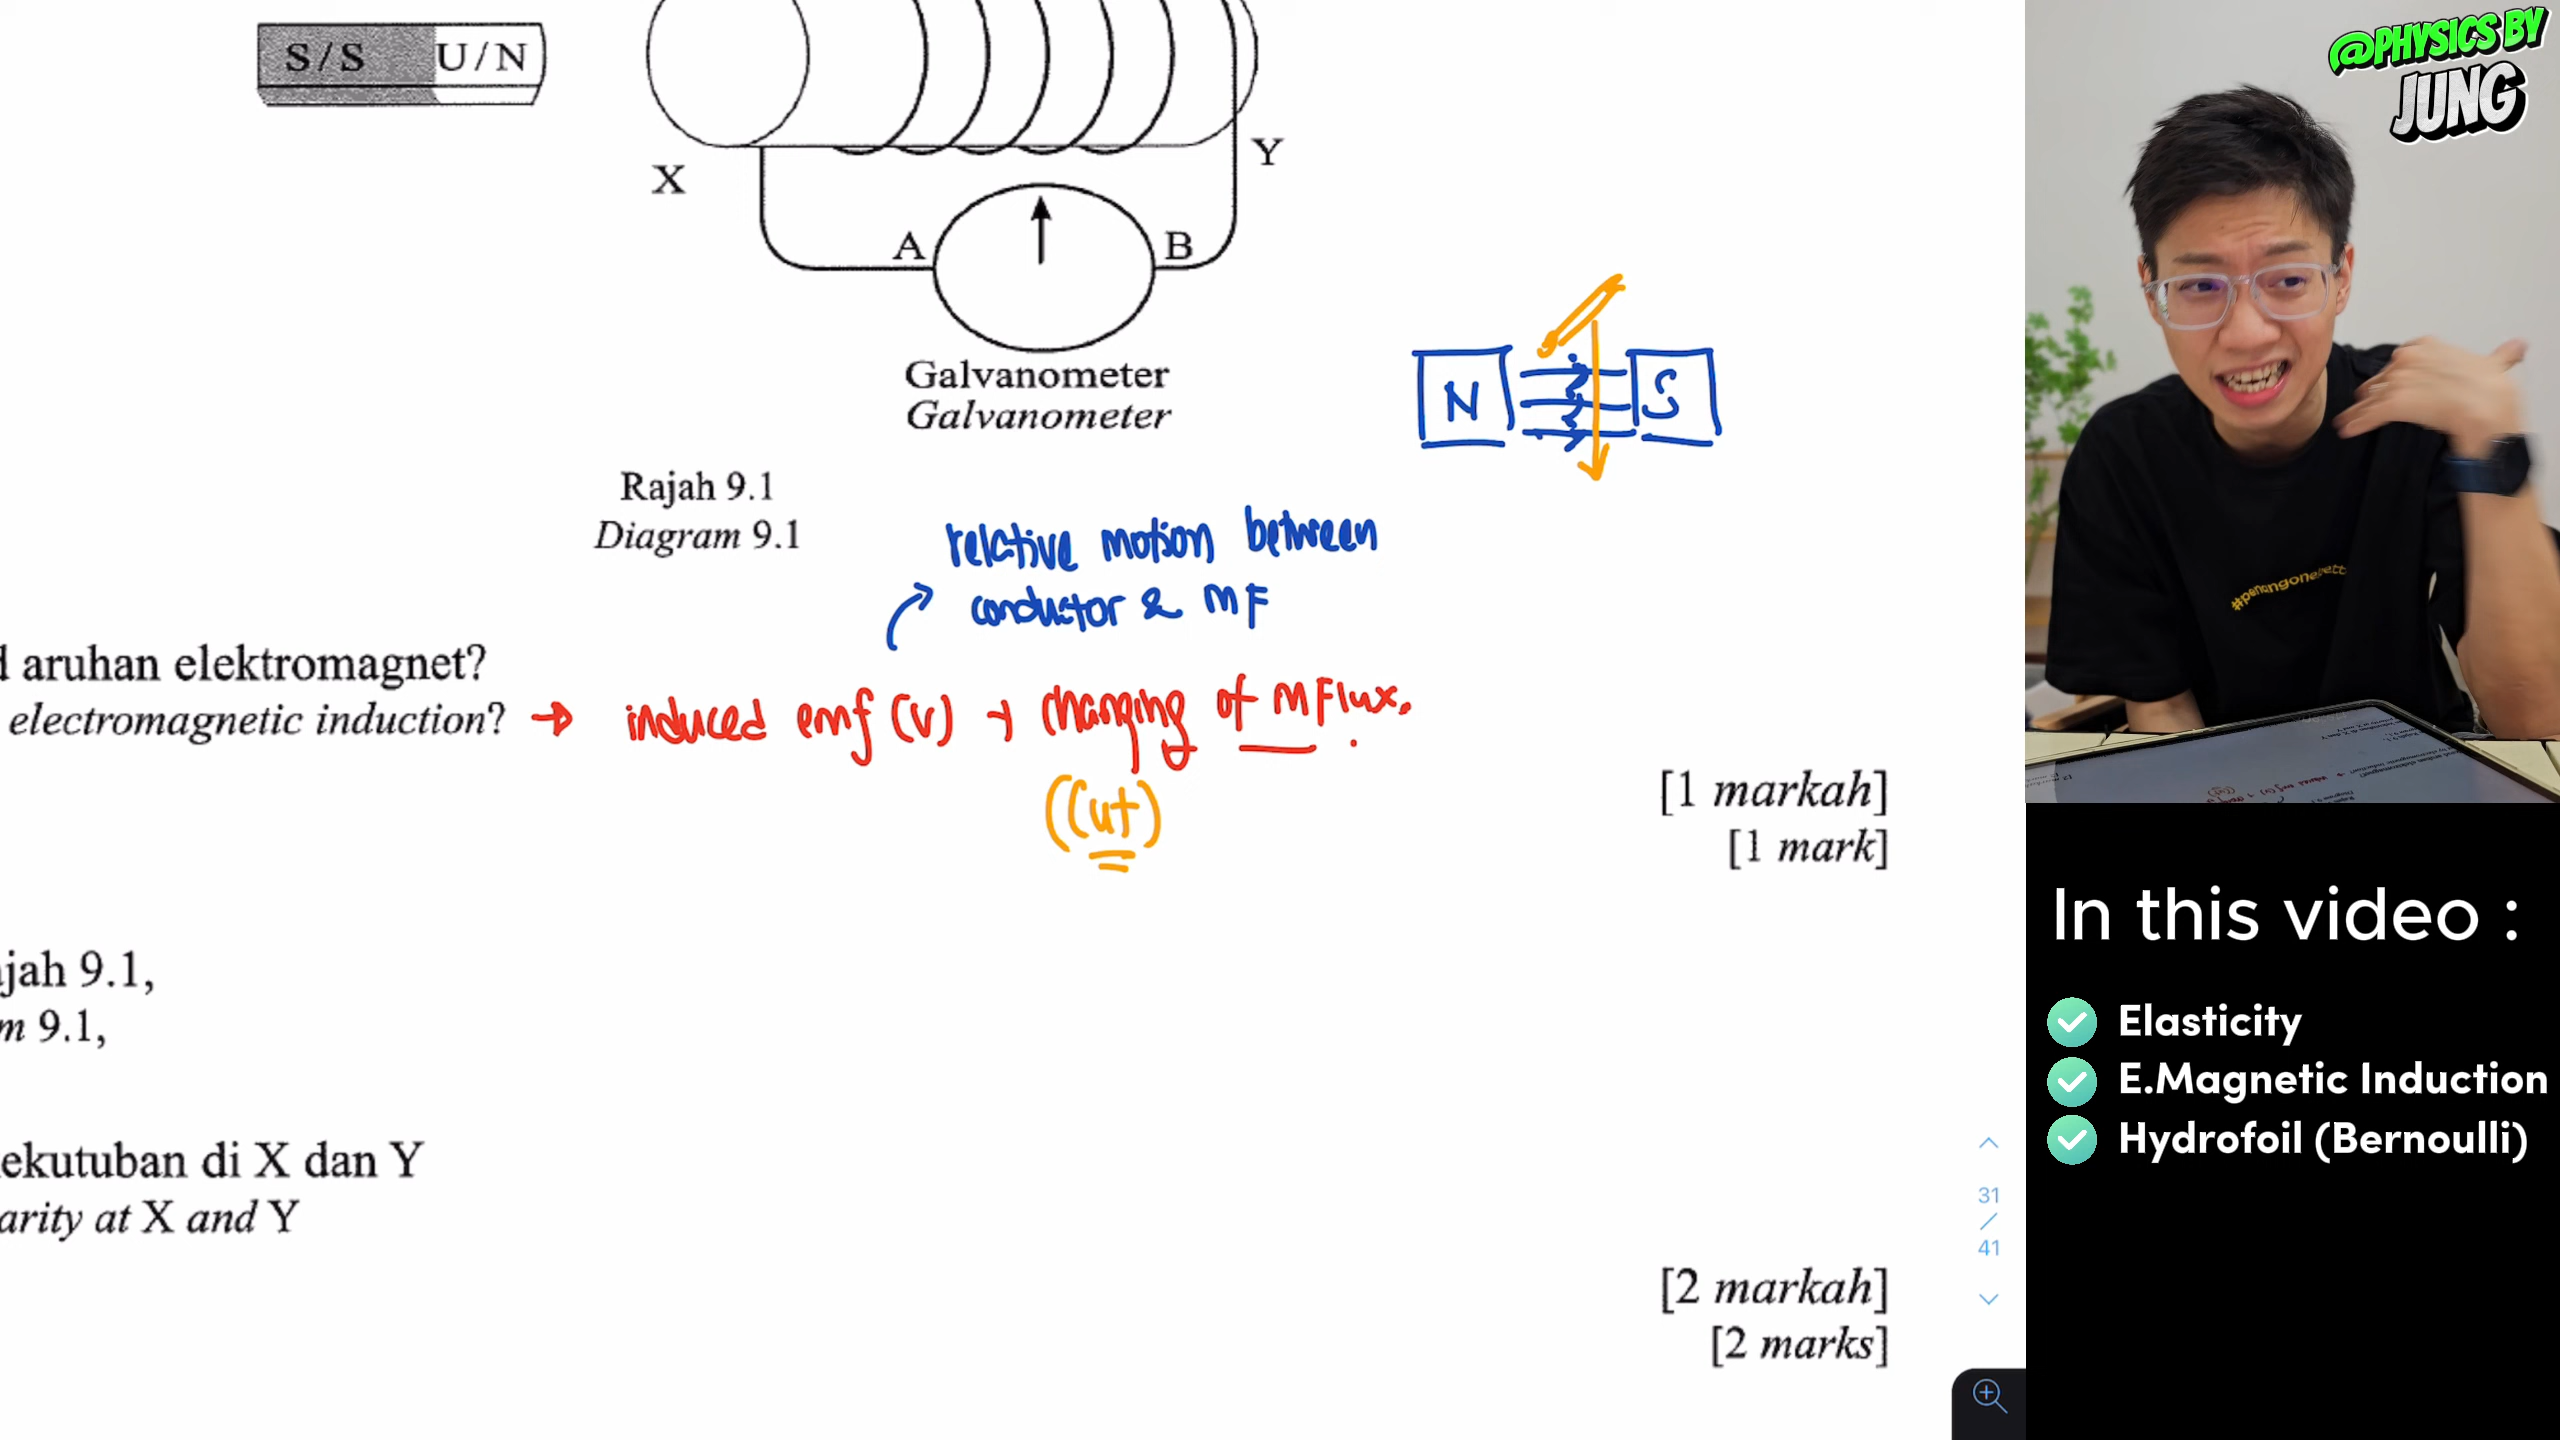 S/S U/N
X
Y
A
B
Galvanometer
Galvanometer
N
S
Rajah 9.1
Diagram 9.1
relative motion between
conductor & MF
aruhan elektromagnet?
electromagnetic induction? → induced emf (V) → changing of MFlux.
(Cut)
[1 markah]
[1 mark]
jah 9.1,
m 9.1,
ekutuban di X dan Y
arity at X and Y
[2 markah]
[2 marks]
31
/
41
@PHYSICS BY
JUNG
In this video :
Elasticity
E.Magnetic Induction
Hydrofoil (Bernoulli)